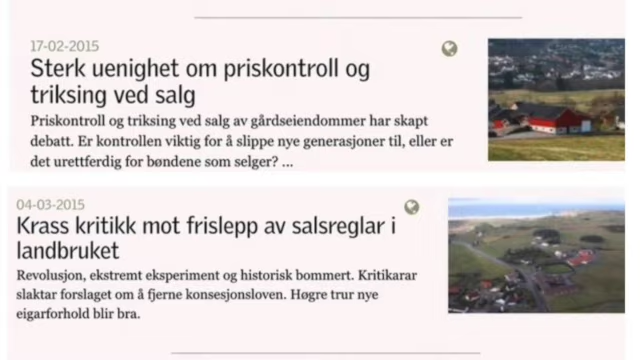 17-02-2015
Sterk uenighet om priskontroll og
triksing ved salg
Priskontroll og triksing ved salg av gårdseiendommer har skapt
debatt. Er kontrollen viktig for å slippe nye generasjoner til, eller er
det urettferdig for bøndene som selger? ...
04-03-2015
Krass kritikk mot frislepp av salsreglar i
landbruket
Revolusjon, ekstremt eksperiment og historisk bommert. Kritikarar
slaktar forslaget om å fjerne konsesjonsloven. Høgre trur nye
eigarforhold blir bra.